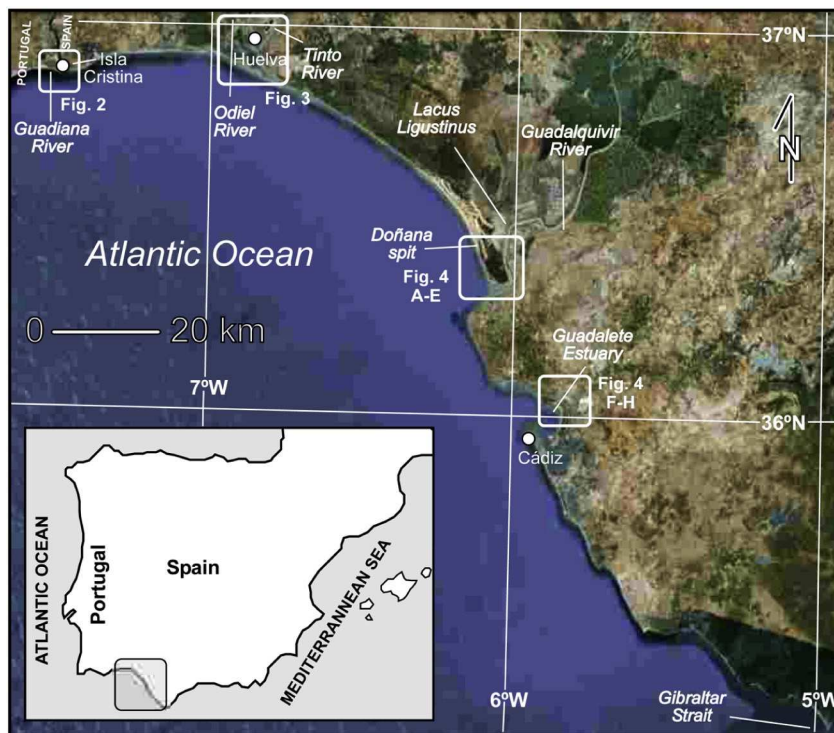 PORTUGAL
SPAIN
Isla
Cristina
Fig. 2
Guadiana
River
Huelva
Tinto
River
Fig. 3
Odiel
River
37ºN
Lacus
Ligustinus
Guadalquivir
River
N
Atlantic Ocean
Doñana
spit
Fig. 4
A-E
0 20 km
Guadalete
Estuary
7ºW
Fig. 4
F-H
36ºN
Cádiz
ATLANTIC OCEAN
Portugal
Spain
MEDITERRANNEAN SEA
6ºW
Gibraltar
Strait
5ºW